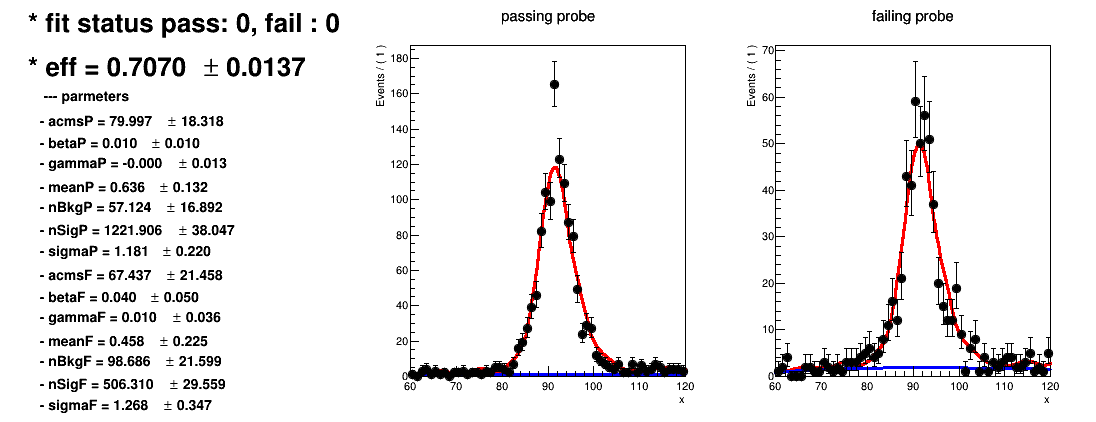 * fit status pass: 0, fail : 0
* eff = 0.7070 ± 0.0137
--- parmeters
- acmsP = 79.997 ± 18.318
- betaP = 0.010 ± 0.010
- gammaP = -0.000 ± 0.013
- meanP = 0.636 ± 0.132
- nBkgP = 57.124 ± 16.892
- nSigP = 1221.906 ± 38.047
- sigmaP = 1.181 ± 0.220
- acmsF = 67.437 ± 21.458
- betaF = 0.040 ± 0.050
- gammaF = 0.010 ± 0.036
- meanF = 0.458 ± 0.225
- nBkgF = 98.686 ± 21.599
- nSigF = 506.310 ± 29.559
- sigmaF = 1.268 ± 0.347
passing probe
Events / ( 1 )
180
160
140
120
100
80
60
40
20
0
60 70 80 90 100 110 120
x
failing probe
Events / ( 1 )
70
60
50
40
30
20
10
0
60 70 80 90 100 110 120
x